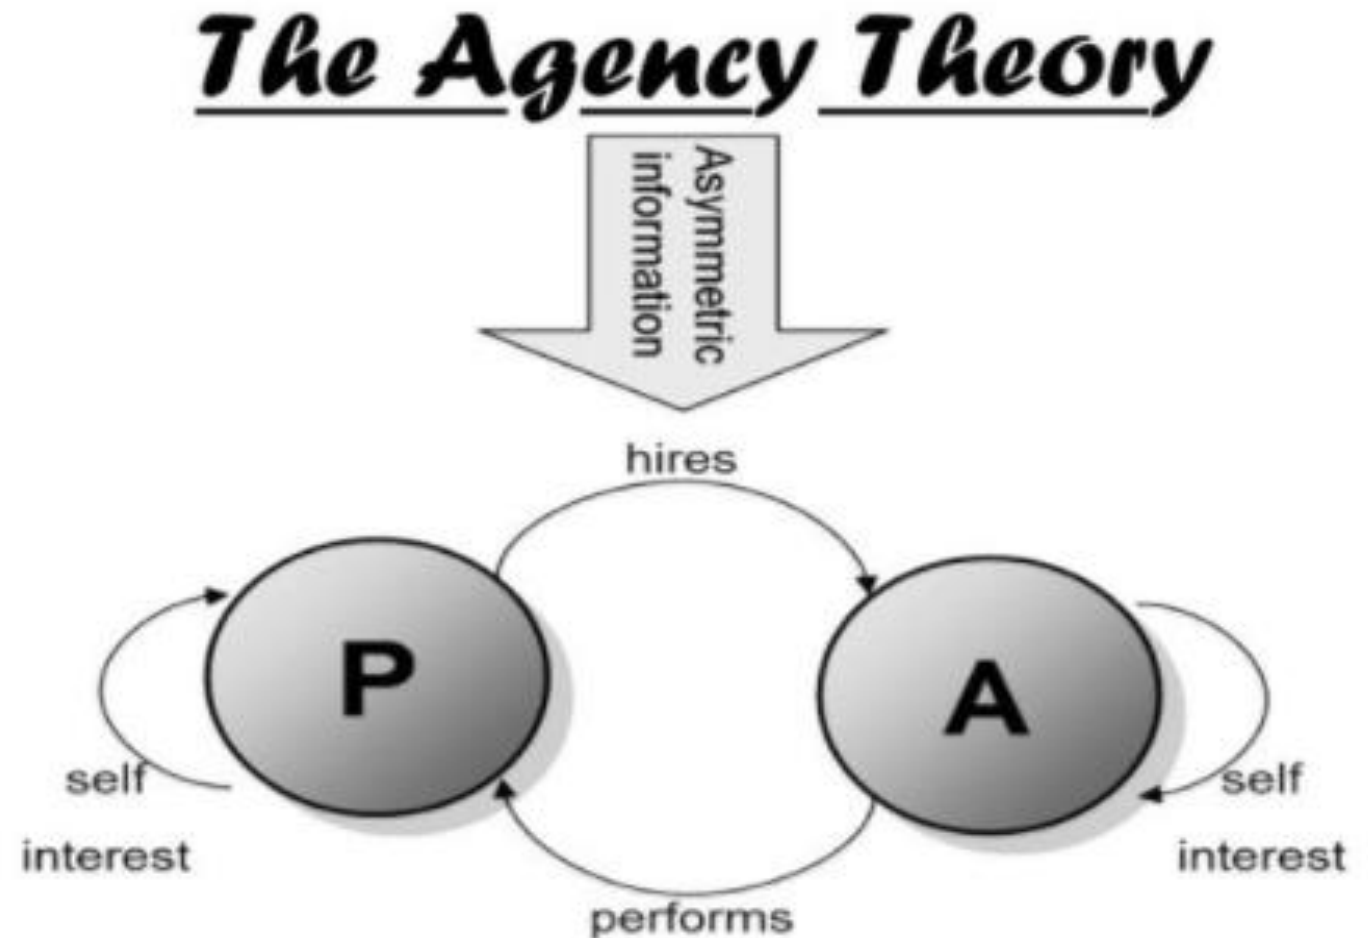 The Agency Theory
Asymmetric
information
hires
P
A
self
interest
self
interest
performs